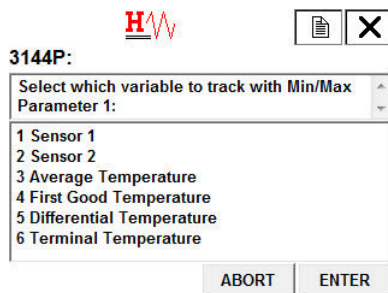 H
3144P:
Select which variable to track with Min/Max
Parameter 1:
1 Sensor 1
2 Sensor 2
3 Average Temperature
4 First Good Temperature
5 Differential Temperature
6 Terminal Temperature
ABORT ENTER